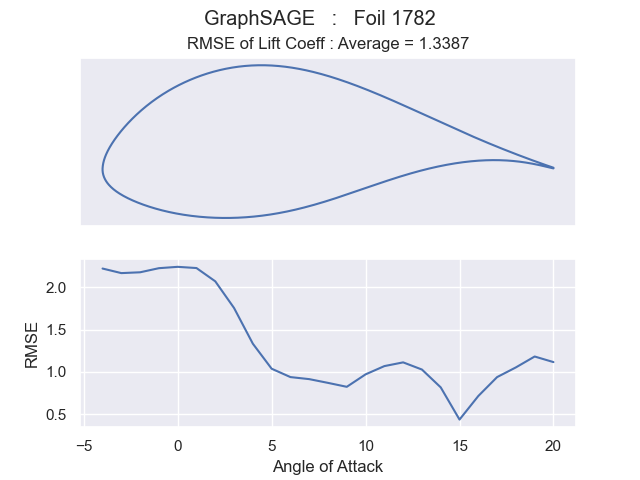 GraphSAGE : Foil 1782
RMSE of Lift Coeff : Average = 1.3387
2.0
1.5
1.0
0.5
RMSE
−5 0 5 10 15 20
Angle of Attack